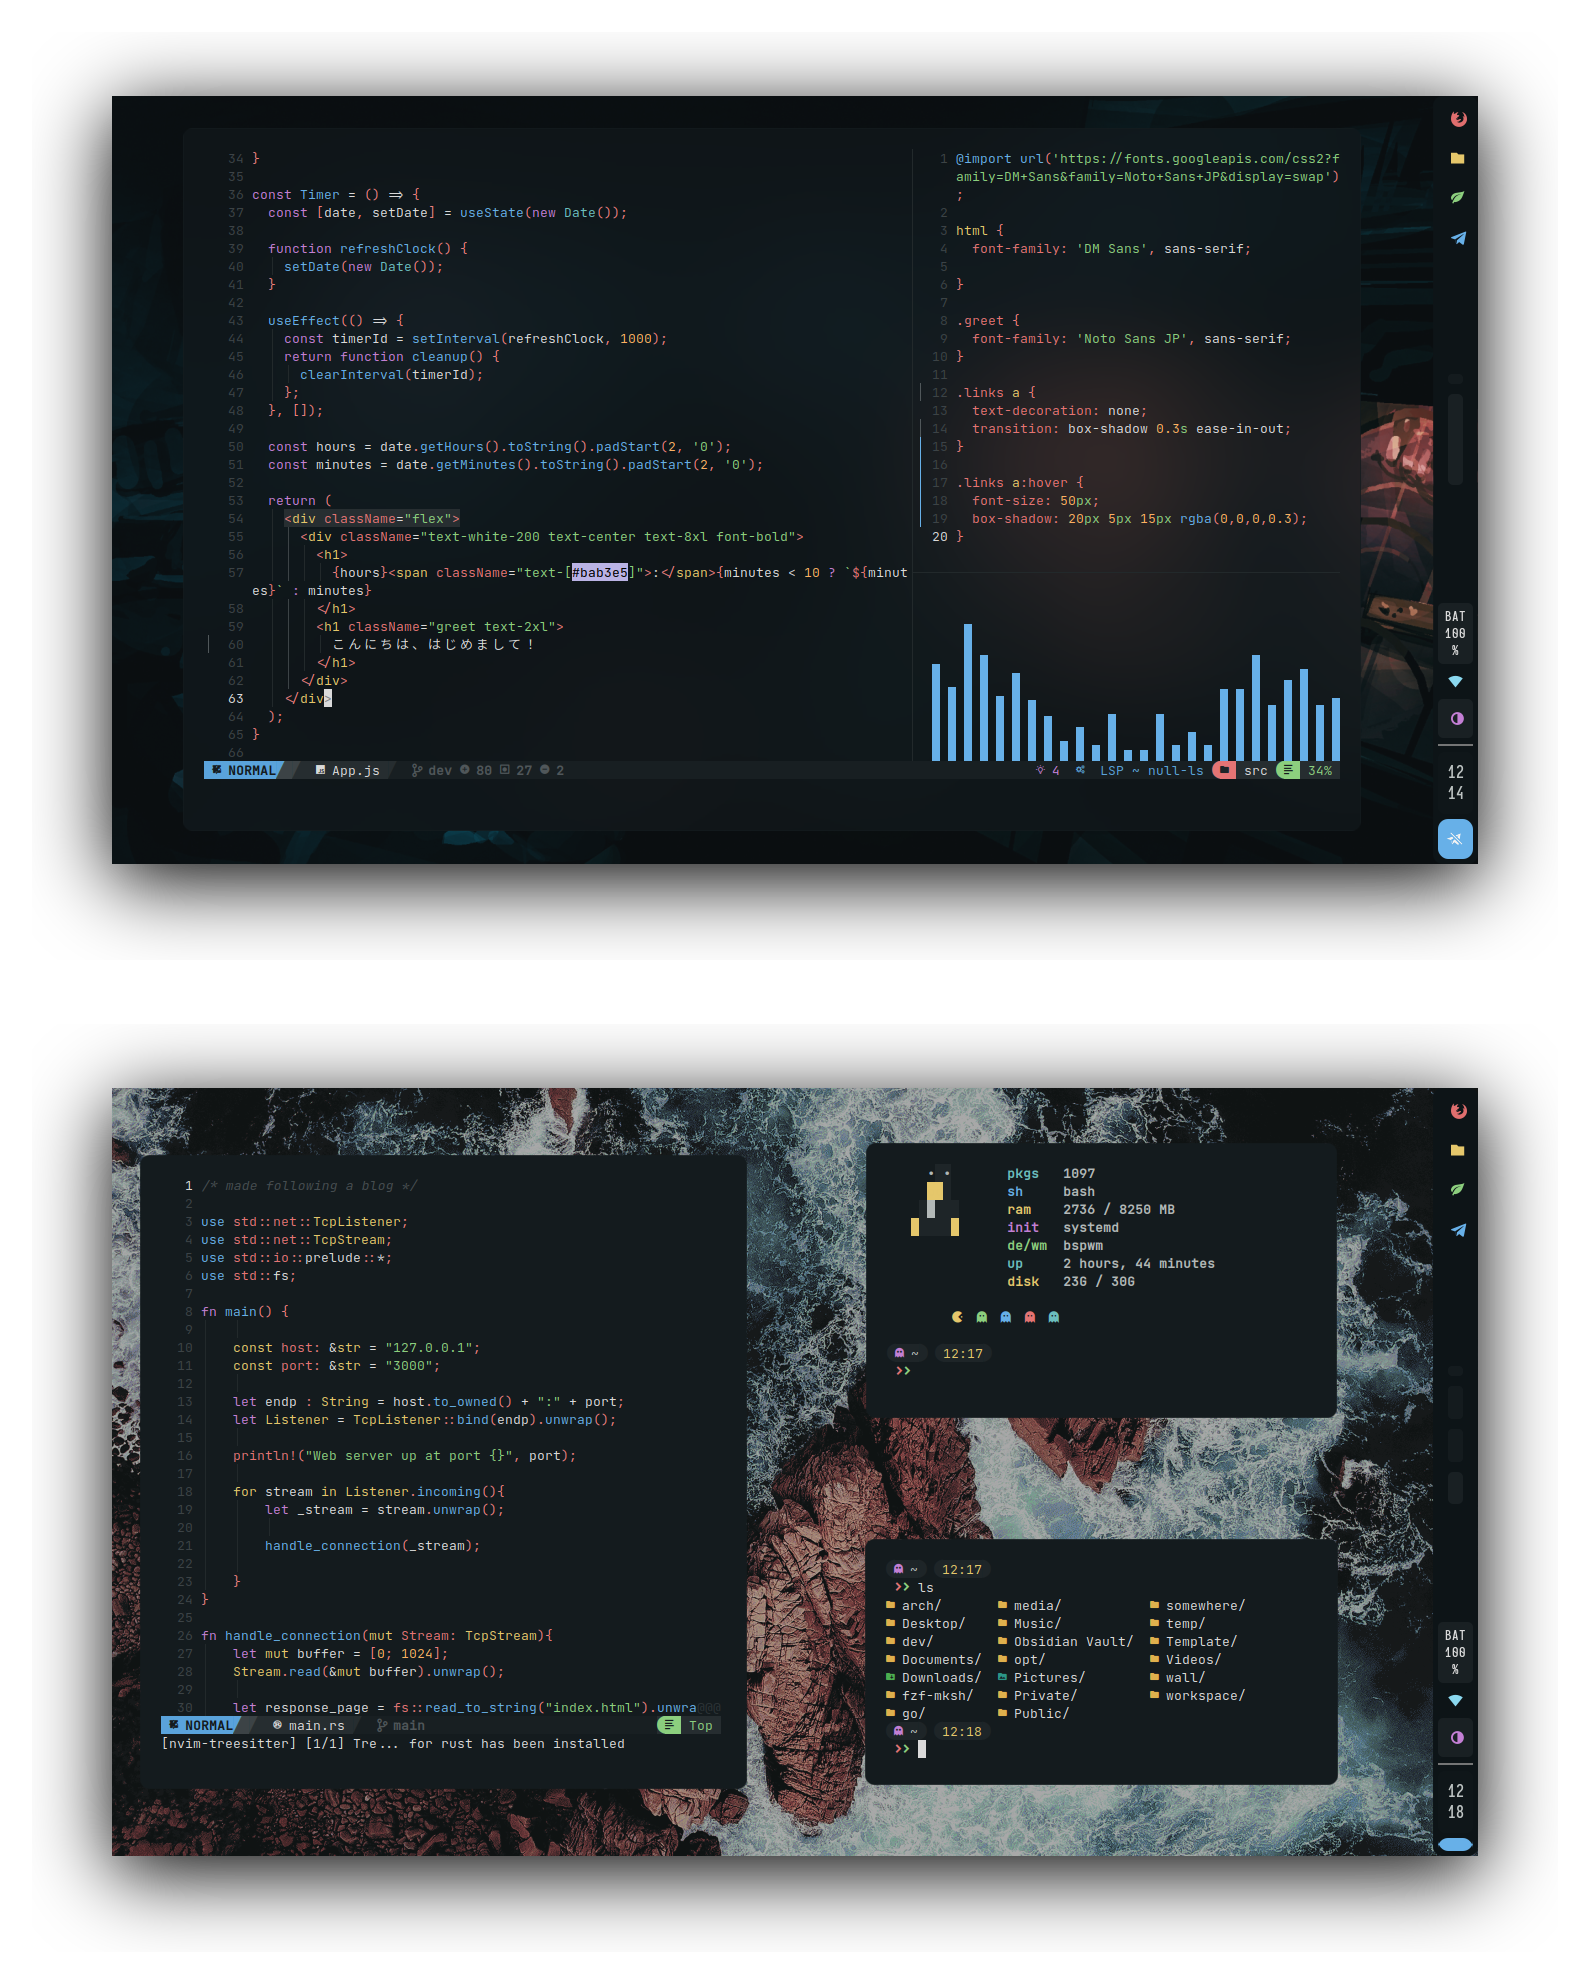 34 }
35
36 const Timer = () => {
37 const [date, setDate] = useState(new Date());
38
39 function refreshClock() {
40 setDate(new Date());
41 }
42
43 useEffect(() => {
44 const timerId = setInterval(refreshClock, 1000);
45 return function cleanup() {
46 clearInterval(timerId);
47 };
48 }, []);
49
50 const hours = date.getHours().toString().padStart(2, '0');
51 const minutes = date.getMinutes().toString().padStart(2, '0');
52
53 return (
54 <div className="flex">
55 <div className="text-white-200 text-center text-8xl font-bold">
56 <h1>
57 {hours}<span className="text-[#bab3e5]">:</span>{minutes < 10 ? `${minut
es}` : minutes}
58 </h1>
59 <h1 className="greet text-2xl">
60 こんにちは、はじめまして！
61 </h1>
62 </div>
63 </div>
64 );
65 }
66
1 @import url('https://fonts.googleapis.com/css2?f
amily=DM+Sans&family=Noto+Sans+JP&display=swap')
;
2
3 html {
4 font-family: 'DM Sans', sans-serif;
5
6 }
7
8 .greet {
9 font-family: 'Noto Sans JP', sans-serif;
10 }
11
12 .links a {
13 text-decoration: none;
14 transition: box-shadow 0.3s ease-in-out;
15 }
16
17 .links a:hover {
18 font-size: 50px;
19 box-shadow: 20px 5px 15px rgba(0,0,0,0.3);
20 }
NORMAL App.js dev 80 27 2 4 LSP ~ null-ls src 34%
BAT
100
%
12
14
1 /* made following a blog */
2
3 use std::net::TcpListener;
4 use std::net::TcpStream;
5 use std::io::prelude::*;
6 use std::fs;
7
8 fn main() {
9
10 const host: &str = "127.0.0.1";
11 const port: &str = "3000";
12
13 let endp : String = host.to_owned() + ":" + port;
14 let Listener = TcpListener::bind(endp).unwrap();
15
16 println!("Web server up at port {}", port);
17
18 for stream in Listener.incoming(){
19 let _stream = stream.unwrap();
20
21 handle_connection(_stream);
22
23 }
24 }
25
26 fn handle_connection(mut Stream: TcpStream){
27 let mut buffer = [0; 1024];
28 Stream.read(&mut buffer).unwrap();
29
30 let response_page = fs::read_to_string("index.html").unwra@@@
NORMAL main.rs main Top
[nvim-treesitter] [1/1] Tre... for rust has been installed
pkgs 1097
sh bash
ram 2736 / 8250 MB
init systemd
de/wm bspwm
up 2 hours, 44 minutes
disk 23G / 30G
~ 12:17
~ 12:17
ls
arch/ media/ somewhere/
Desktop/ Music/ temp/
dev/ Obsidian Vault/ Template/
Documents/ opt/ Videos/
Downloads/ Pictures/ wall/
fzf-mksh/ Private/ workspace/
go/ Public/
~ 12:18
BAT
100
%
12
18